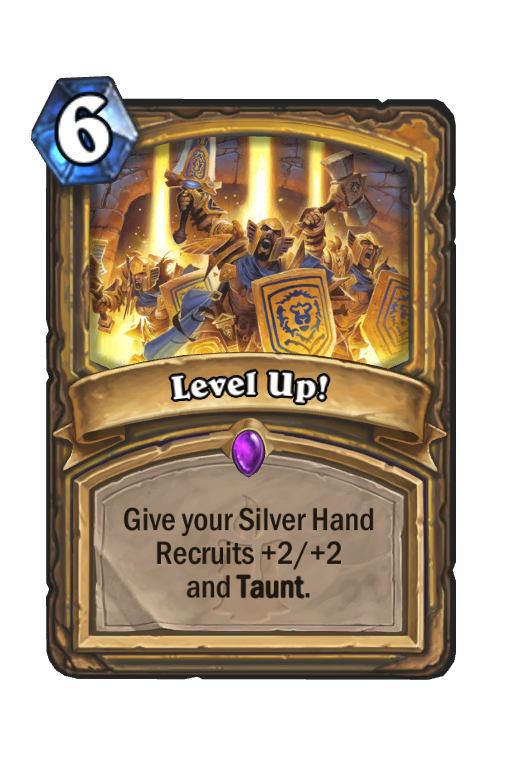 6
Level Up!
Give your Silver Hand
Recruits +2/+2
and Taunt.